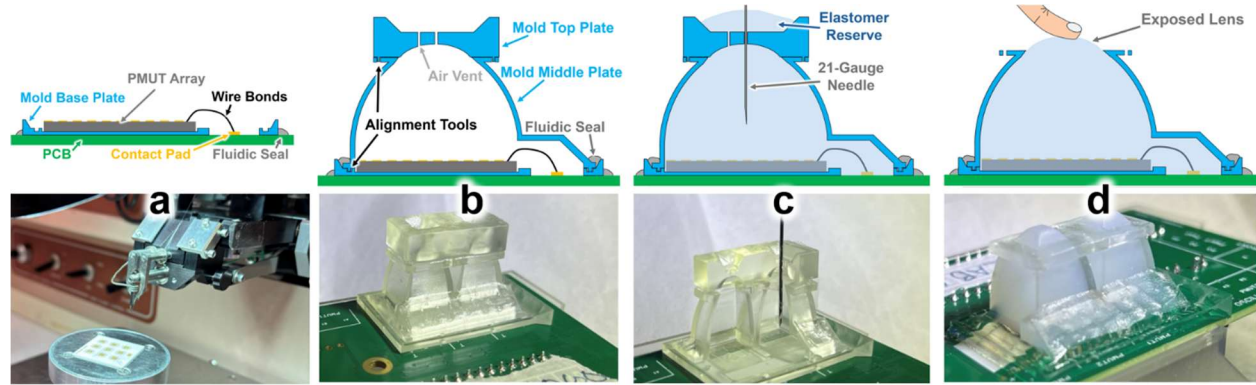 PMUT Array
Mold Base Plate
Wire Bonds
PCB
Contact Pad
Fluidic Seal
a
Mold Top Plate
Air Vent
Mold Middle Plate
Alignment Tools
Fluidic Seal
b
Elastomer
Reserve
21-Gauge
Needle
c
Exposed Lens
d